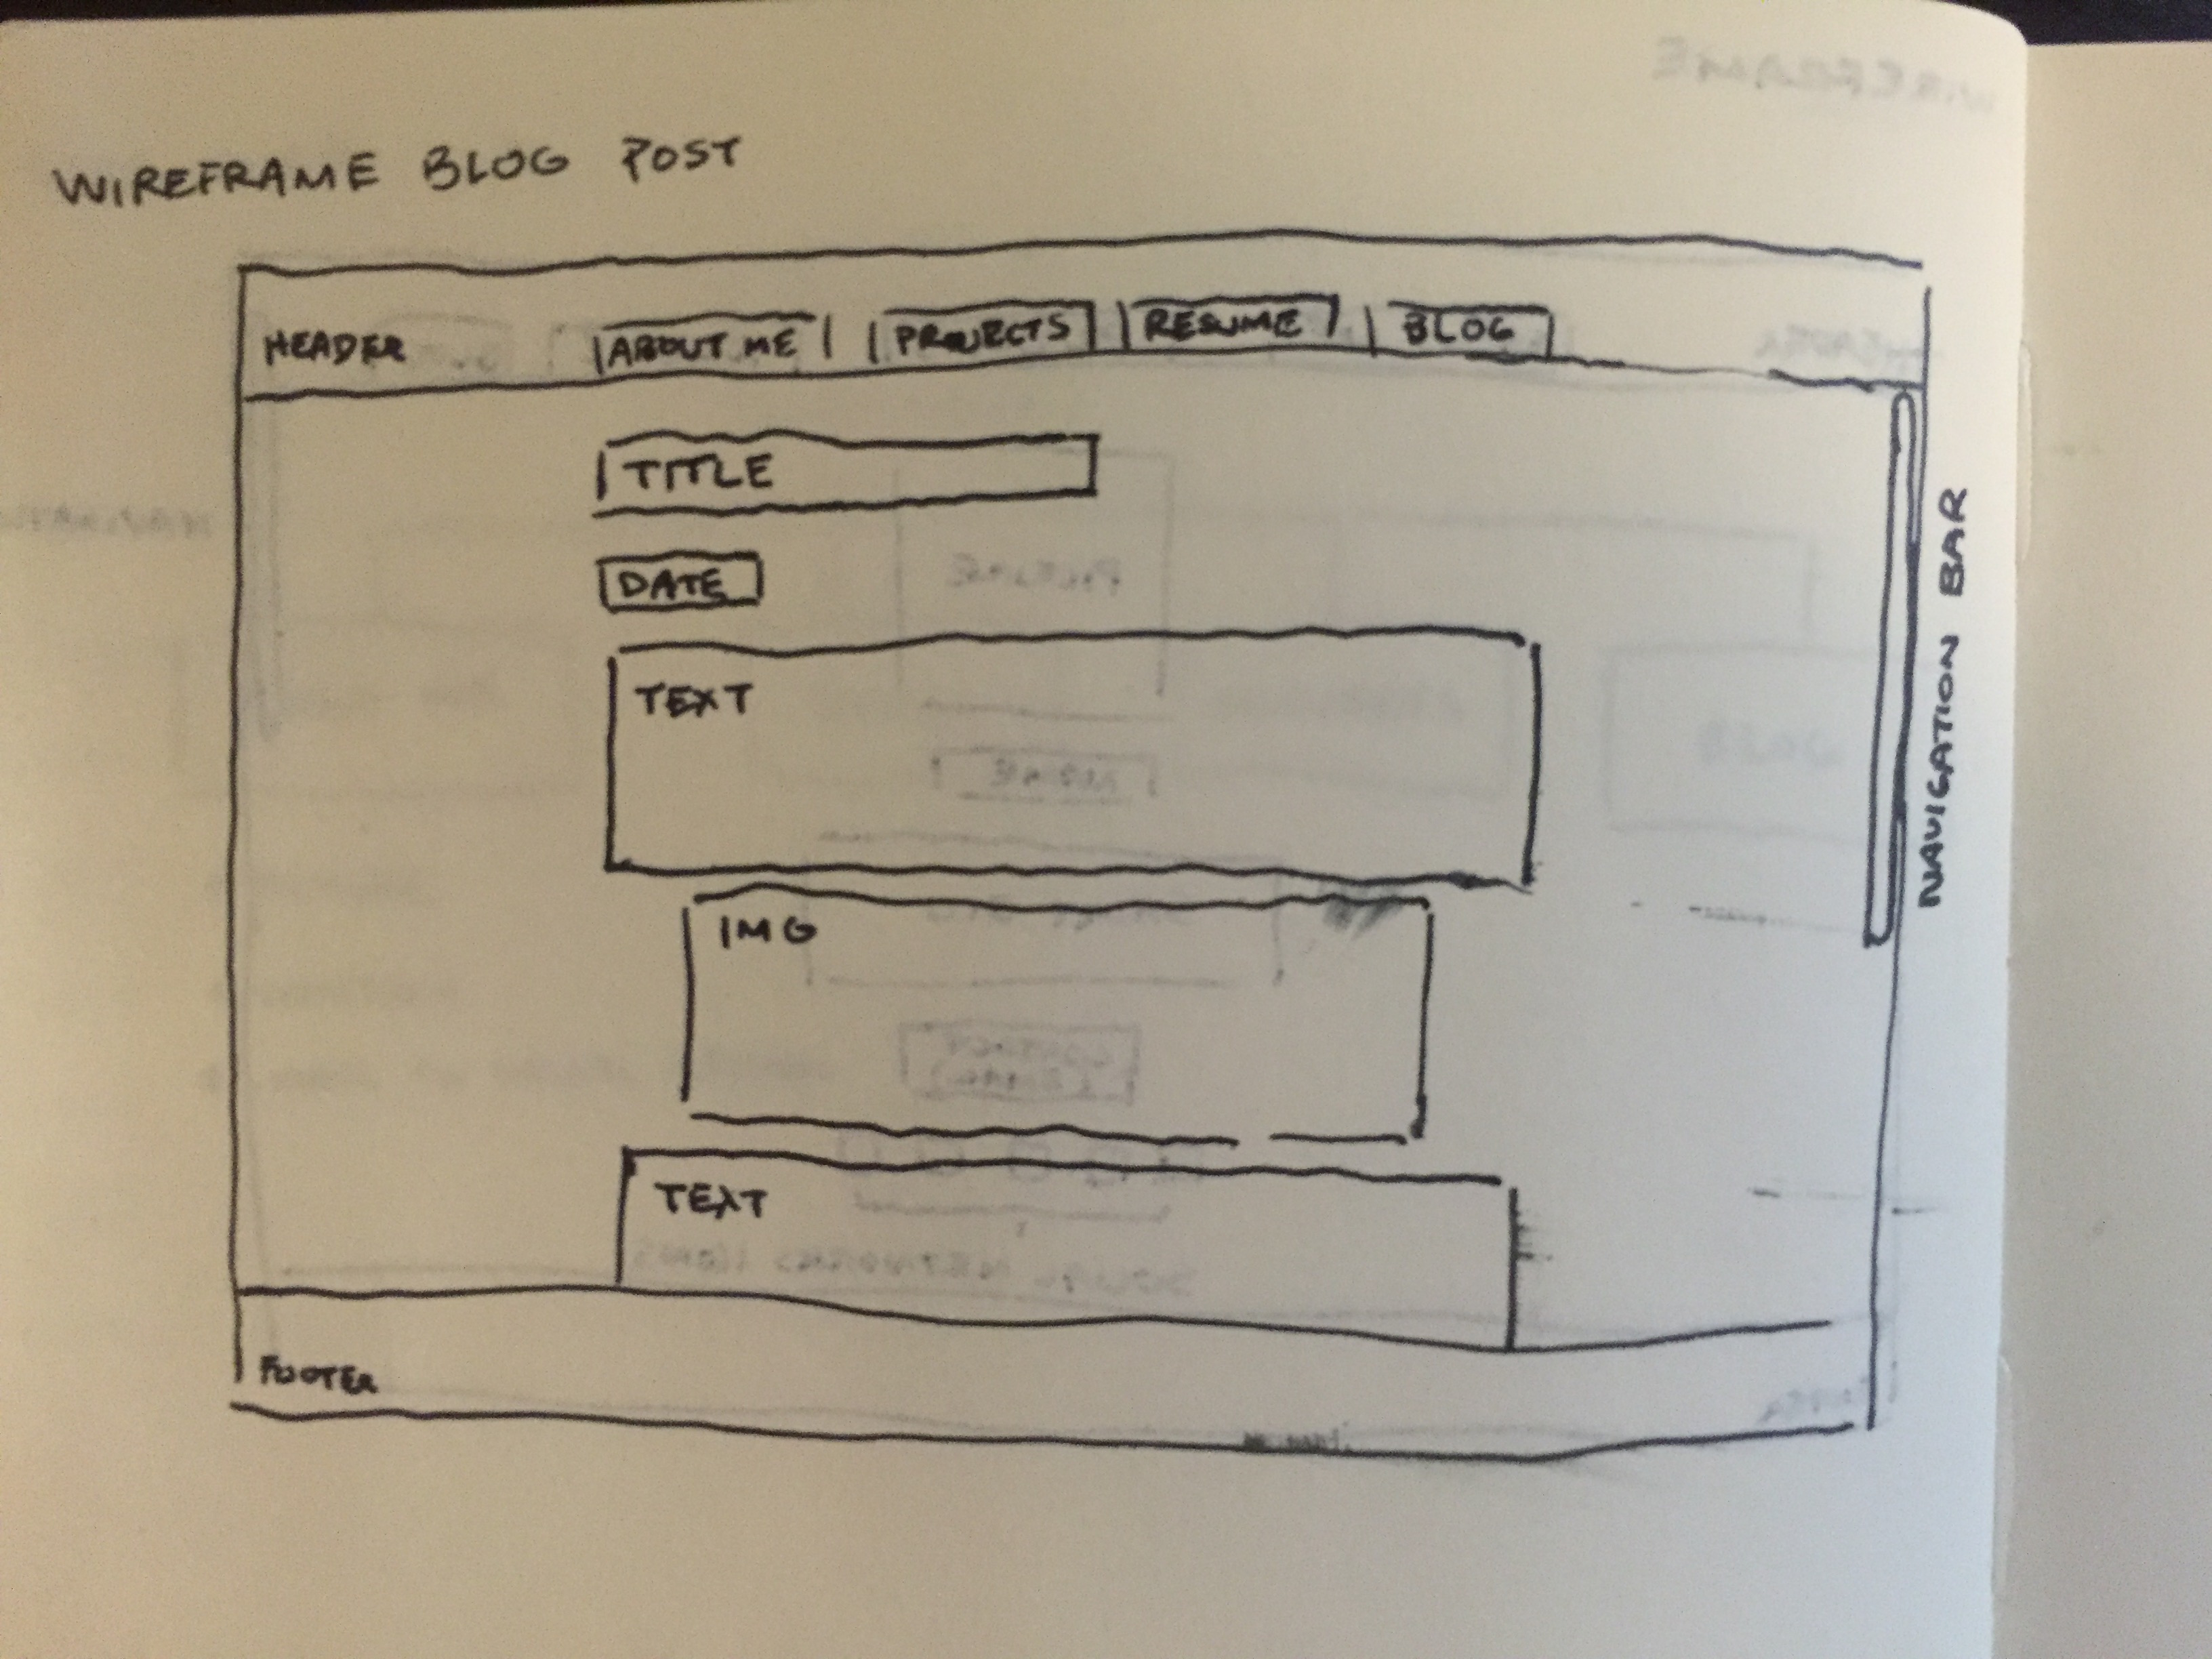 WIREFRAME BLOG POST
HEADER ABOUT ME PROJECTS RESUME BLOG
TITLE
DATE
TEXT
NAVIGATION BAR
IMG
TEXT
FOOTER